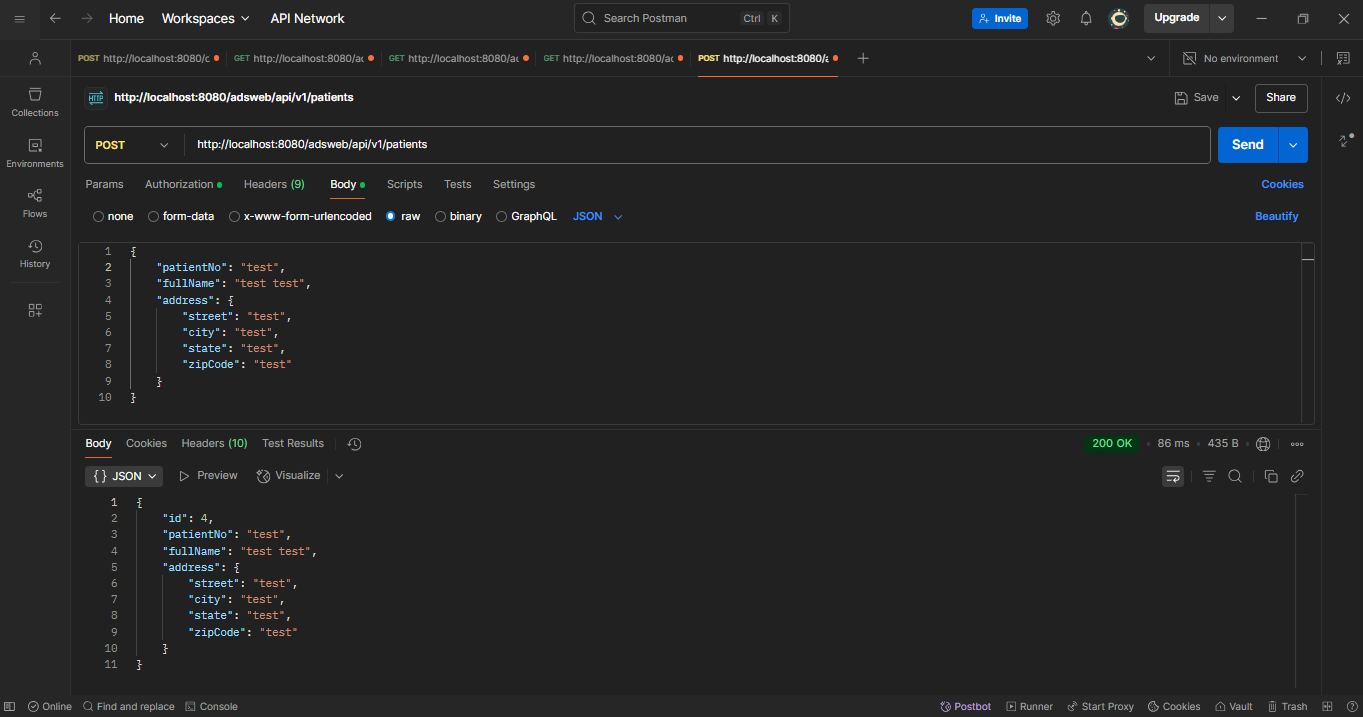 Home Workspaces API Network Search Postman Ctrl K Invite Upgrade
POST http://localhost:8080/c GET http://localhost:8080/ac GET http://localhost:8080/ac GET http://localhost:8080/ac POST http://localhost:8080/a No environment
HTTP http://localhost:8080/adsweb/api/v1/patients Save Share
Collections
Environments
Flows
History
POST http://localhost:8080/adsweb/api/v1/patients Send
Params Authorization Headers (9) Body Scripts Tests Settings Cookies
none form-data x-www-form-urlencoded raw binary GraphQL JSON Beautify
1 {
2 "patientNo": "test",
3 "fullName": "test test",
4 "address": {
5 "street": "test",
6 "city": "test",
7 "state": "test",
8 "zipCode": "test"
9 }
10 }
Body Cookies Headers (10) Test Results 200 OK 86 ms 435 B
{} JSON Preview Visualize
1 {
2 "id": 4,
3 "patientNo": "test",
4 "fullName": "test test",
5 "address": {
6 "street": "test",
7 "city": "test",
8 "state": "test",
9 "zipCode": "test"
10 }
11 }
Online Find and replace Console Postbot Runner Start Proxy Cookies Vault Trash